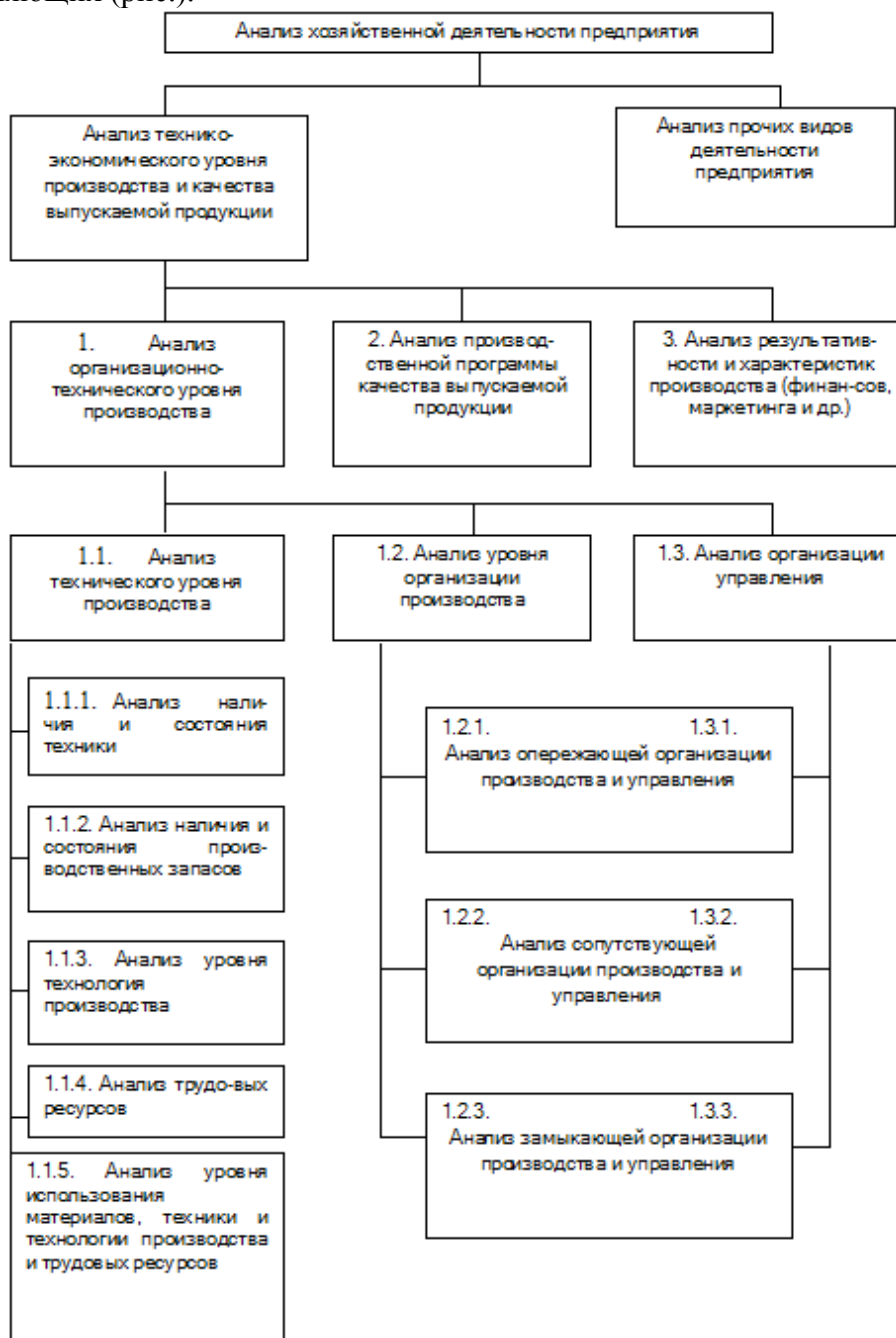 (рис.).
Анализ хозяйственной деятельности предприятия
Анализ технико-
экономического уровня
производства и качества
выпускаемой продукции
Анализ прочих видов
деятельности
предприятия
1. Анализ
организационно-
технического уровня
производства
2. Анализ производ-
ственной программы
качества выпускаемой
продукции
3. Анализ результатив-
ности и характеристик
производства (финан-сов,
маркетинга и др.)
1.1. Анализ
технического уровня
производства
1.2. Анализ уровня
организации
производства
1.3. Анализ организации
управления
1.1.1. Анализ нали-
чия и состояния
техники
1.1.2. Анализ наличия и
состояния произ-
водственных запасов
1.1.3. Анализ уровня
технология
производства
1.1.4. Анализ трудо-вых
ресурсов
1.1.5. Анализ уровня
использования
материалов, техники и
технологии производства
и трудовых ресурсов
1.2.1. 1.3.1.
Анализ опережающей организации
производства и управления
1.2.2. 1.3.2.
Анализ сопутствующей
организации производства и
управления
1.2.3. 1.3.3.
Анализ замыкающей организации
производства и управления